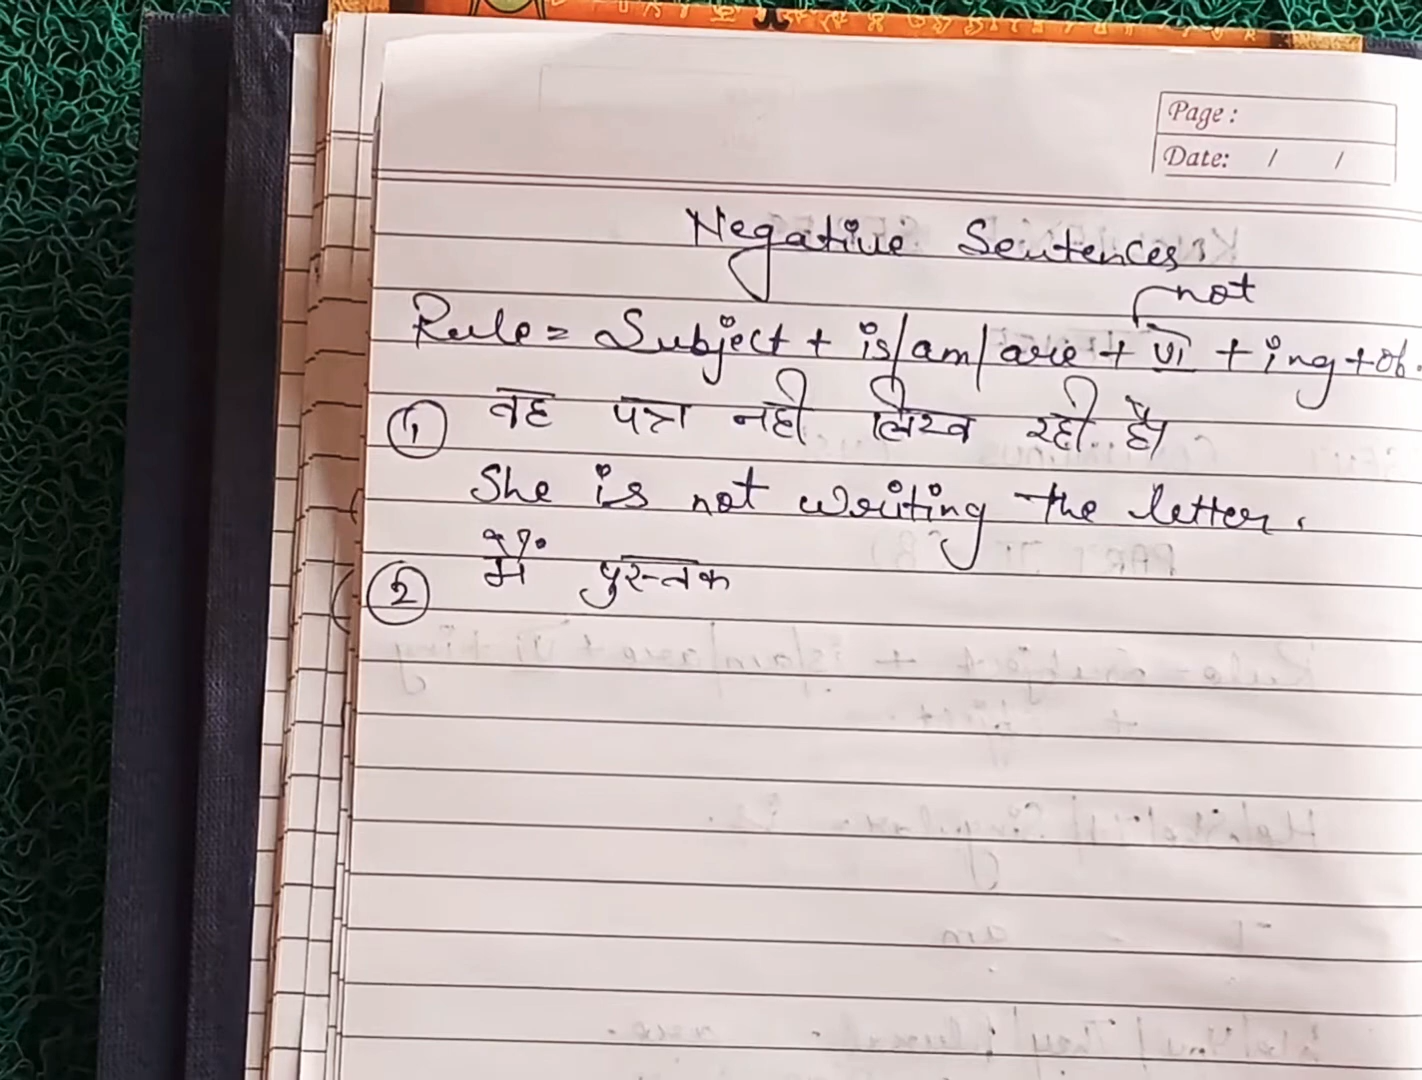 Page :
Date: / /
Negative Sentences
not
Rule = Subject + is/am/are + V1 + ing + ob.
① वह पत्र नही लिख रही है।
She is not writing the letter.
② मैं पुस्तक